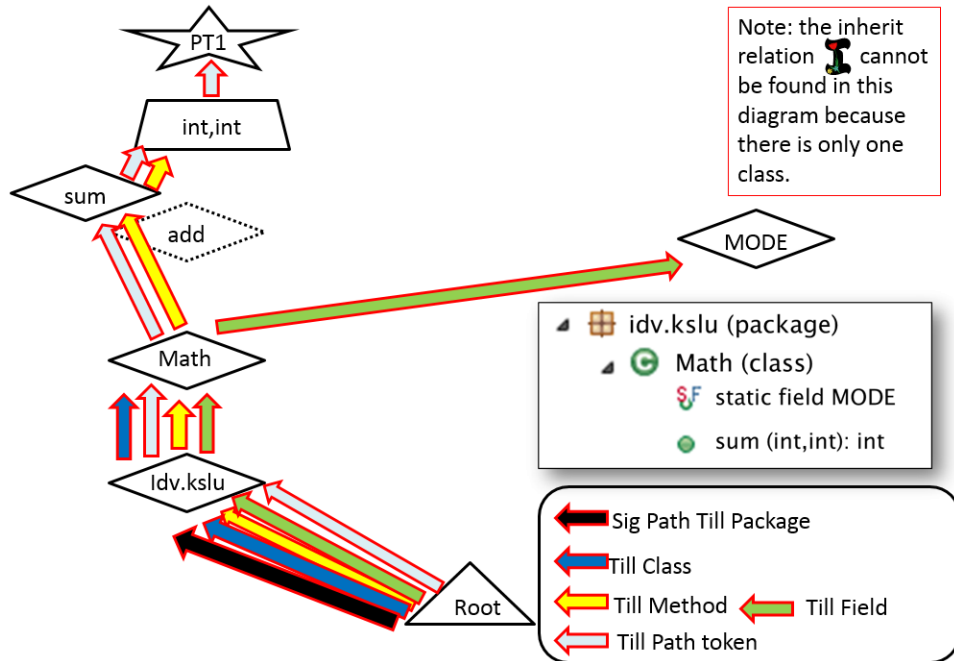 PT1
Note: the inherit
relation cannot
be found in this
diagram because
there is only one
class.
int,int
sum
add
MODE
Math
idv.kslu (package)
Math (class)
static field MODE
sum (int,int): int
Idv.kslu
Root
Sig Path Till Package
Till Class
Till Method
Till Field
Till Path token